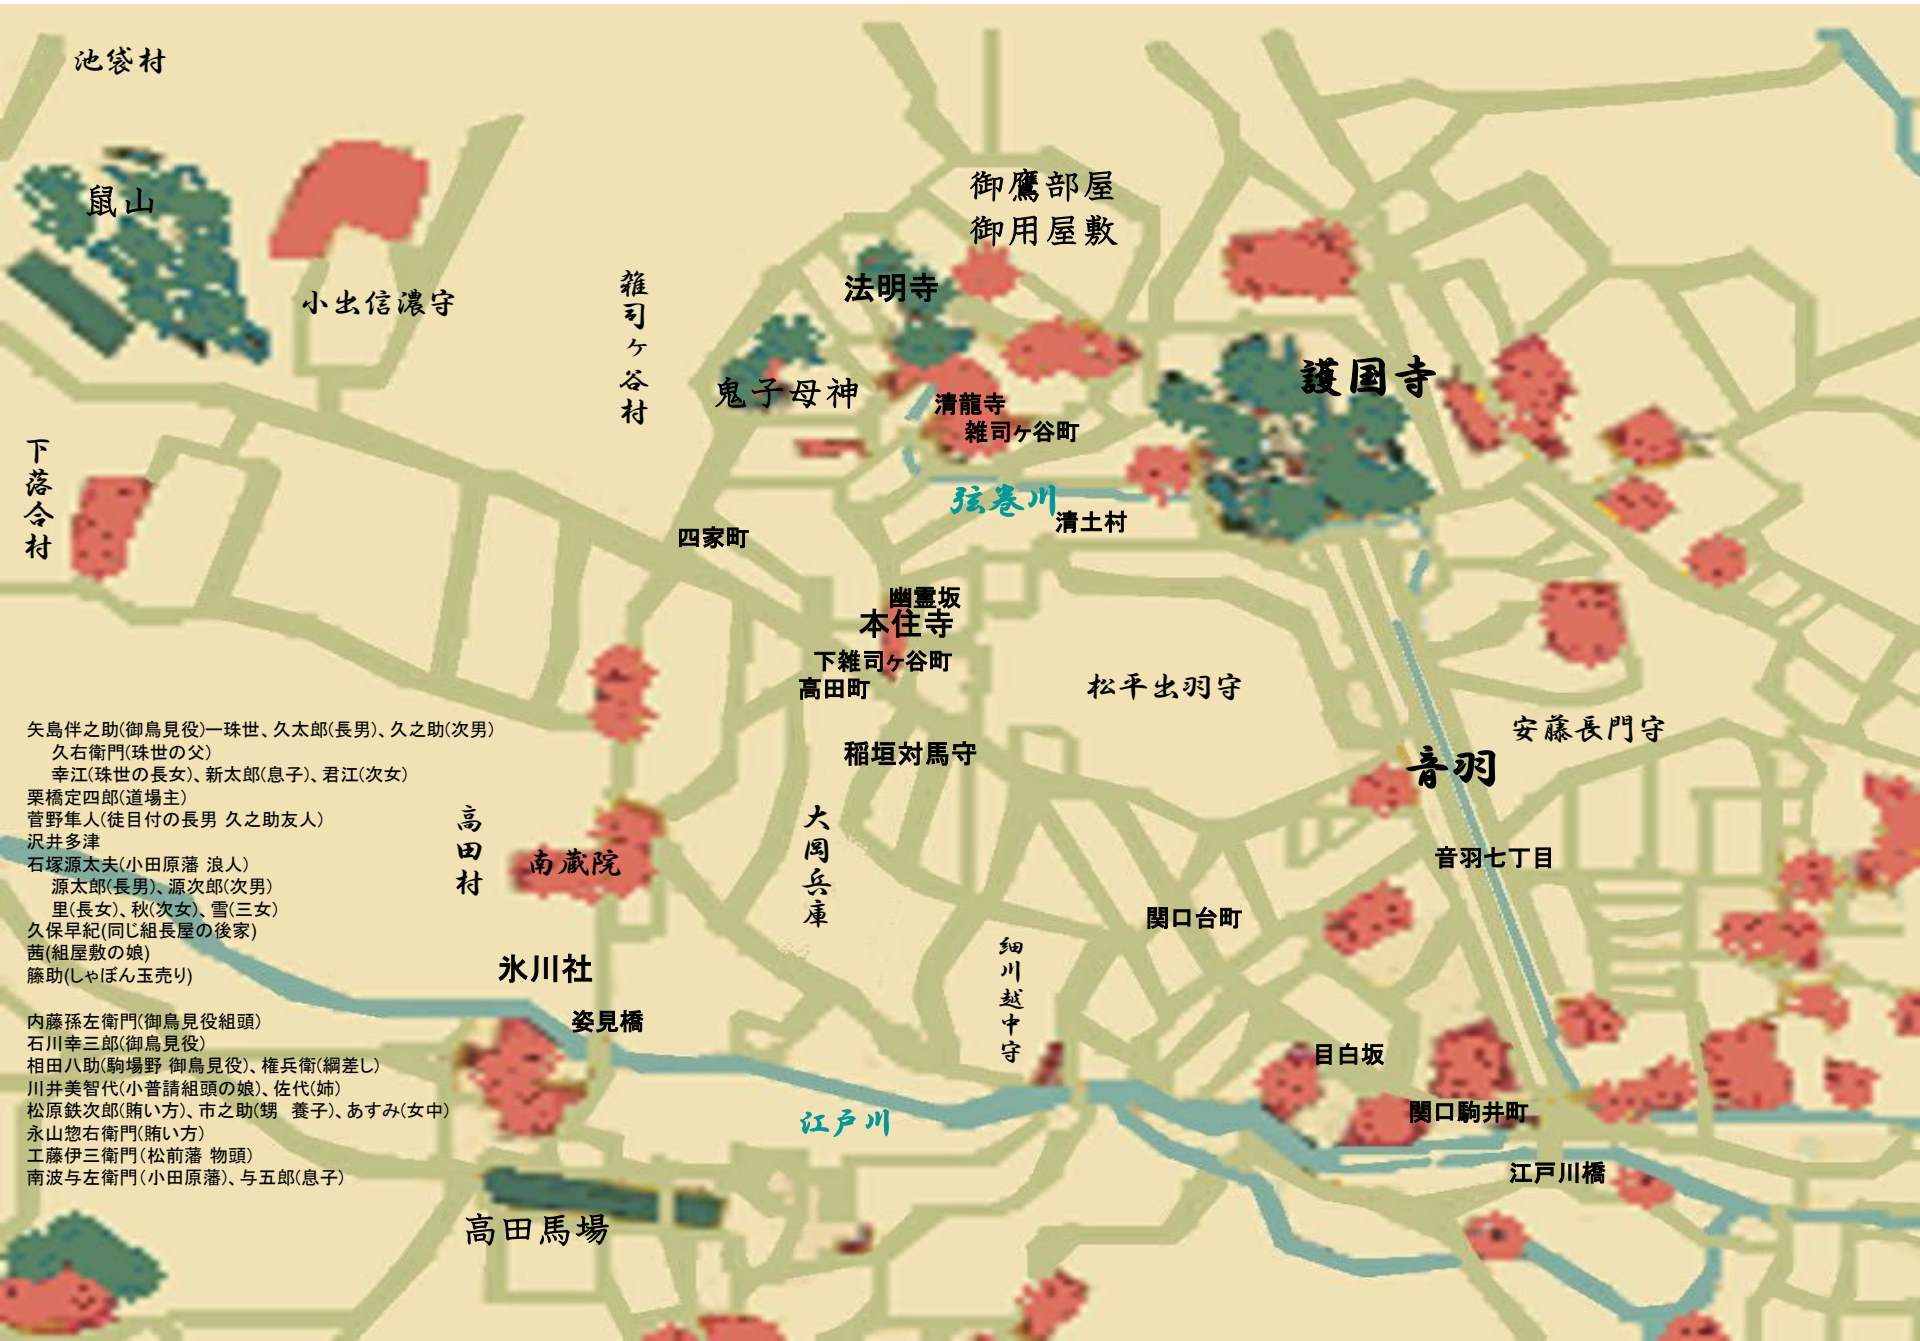 池袋村
鼠山
小出信濃守
雑司ヶ谷村
御鷹部屋
御用屋敷
法明寺
鬼子母神
清龍寺
雑司ヶ谷町
護国寺
弦巻川
清土村
下落合村
四家町
幽霊坂
本住寺
下雑司ヶ谷町
高田町
松平出羽守
安藤長門守
稲垣対馬守
音羽
音羽七丁目
矢島伴之助(御鳥見役)一珠世、久太郎(長男)、久之助(次男)
久右衛門(珠世の父)
幸江(珠世の長女)、新太郎(息子)、君江(次女)
栗橋定四郎(道場主)
菅野隼人(徒目付の長男 久之助友人)
沢井多津
石塚源太夫(小田原藩 浪人)
源太郎(長男)、源次郎(次男)
里(長女)、秋(次女)、雪(三女)
久保早紀(同じ組長屋の後家)
茜(組屋敷の娘)
籐助(しゃぼん玉売り)
内藤孫左衛門(御鳥見役組頭)
石川幸三郎(御鳥見役)
相田八助(駒場野 御鳥見役)、権兵衛(綱差し)
川井美智代(小普請組頭の娘)、佐代(姉)
松原鉄次郎(賄い方)、市之助(甥 養子)、あすみ(女中)
永山惣右衛門(賄い方)
工藤伊三衛門(松前藩 物頭)
南波与左衛門(小田原藩)、与五郎(息子)
高田村
南蔵院
大岡兵庫
関口台町
細川越中守
氷川社
姿見橋
目白坂
関口駒井町
江戸川
江戸川橋
高田馬場